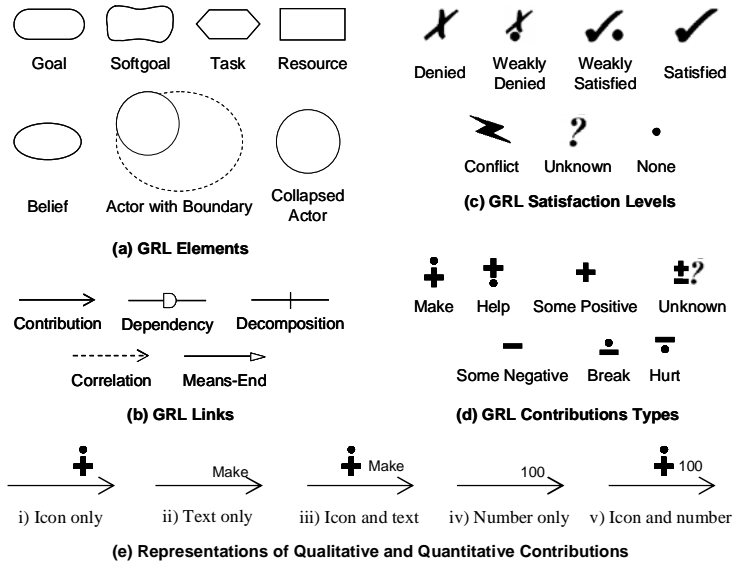 Goal Softgoal Task Resource
Belief Actor with Boundary Collapsed
Actor
(a) GRL Elements
Denied Weakly
Denied Weakly
Satisfied Satisfied
Conflict Unknown None
(c) GRL Satisfaction Levels
Contribution Dependency Decomposition
Correlation Means-End
(b) GRL Links
Make Help Some Positive Unknown
Some Negative Break Hurt
(d) GRL Contributions Types
Make Make 100 100
i) Icon only ii) Text only iii) Icon and text iv) Number only v) Icon and number
(e) Representations of Qualitative and Quantitative Contributions